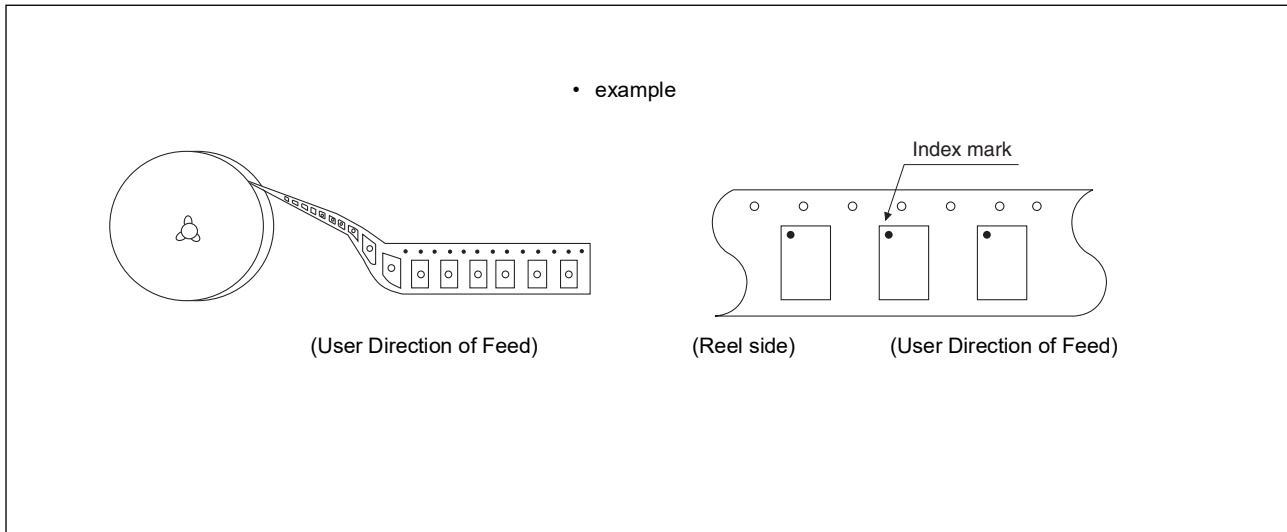 • example
Index mark
(User Direction of Feed)
(Reel side)
(User Direction of Feed)